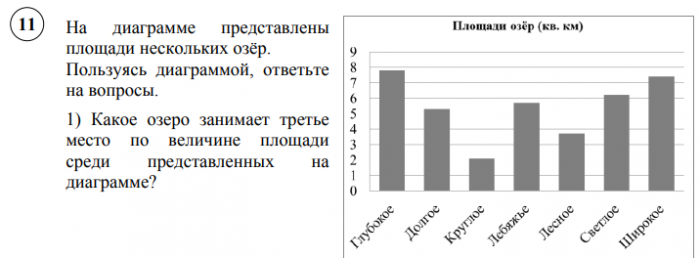 11
На диаграмме представлены
площади нескольких озёр.
Пользуясь диаграммой, ответьте
на вопросы.
1) Какое озеро занимает третье
место по величине площади
среди представленных на
диаграмме?
Площади озёр (кв. км)
9
8
7
6
5
4
3
2
1
0
Глубокое
Долгое
Круглое
Лебяжье
Лесное
Светлое
Широкое